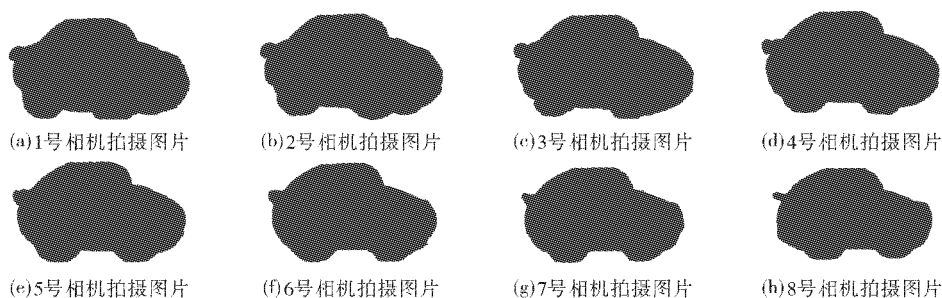 (a)1号相机拍摄图片
(b)2号相机拍摄图片
(c)3号相机拍摄图片
(d)4号相机拍摄图片
(e)5号相机拍摄图片
(f)6号相机拍摄图片
(g)7号相机拍摄图片
(h)8号相机拍摄图片